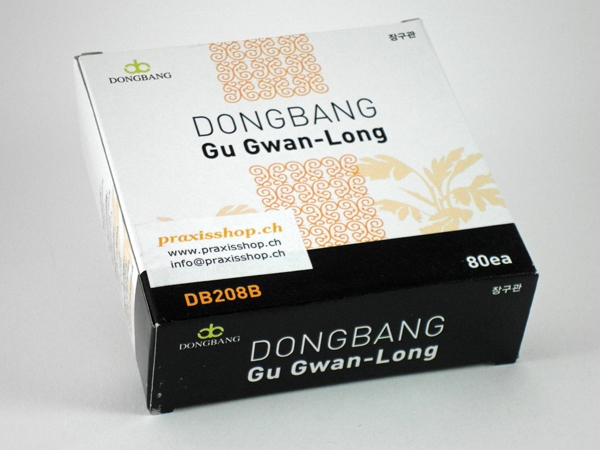 장구관
DONGBANG
DONGBANG
Gu Gwan-Long
praxisshop.ch
www.praxisshop.ch
info@praxisshop.ch
80ea
DB208B
장구관
DONGBANG
DONGBANG
Gu Gwan-Long